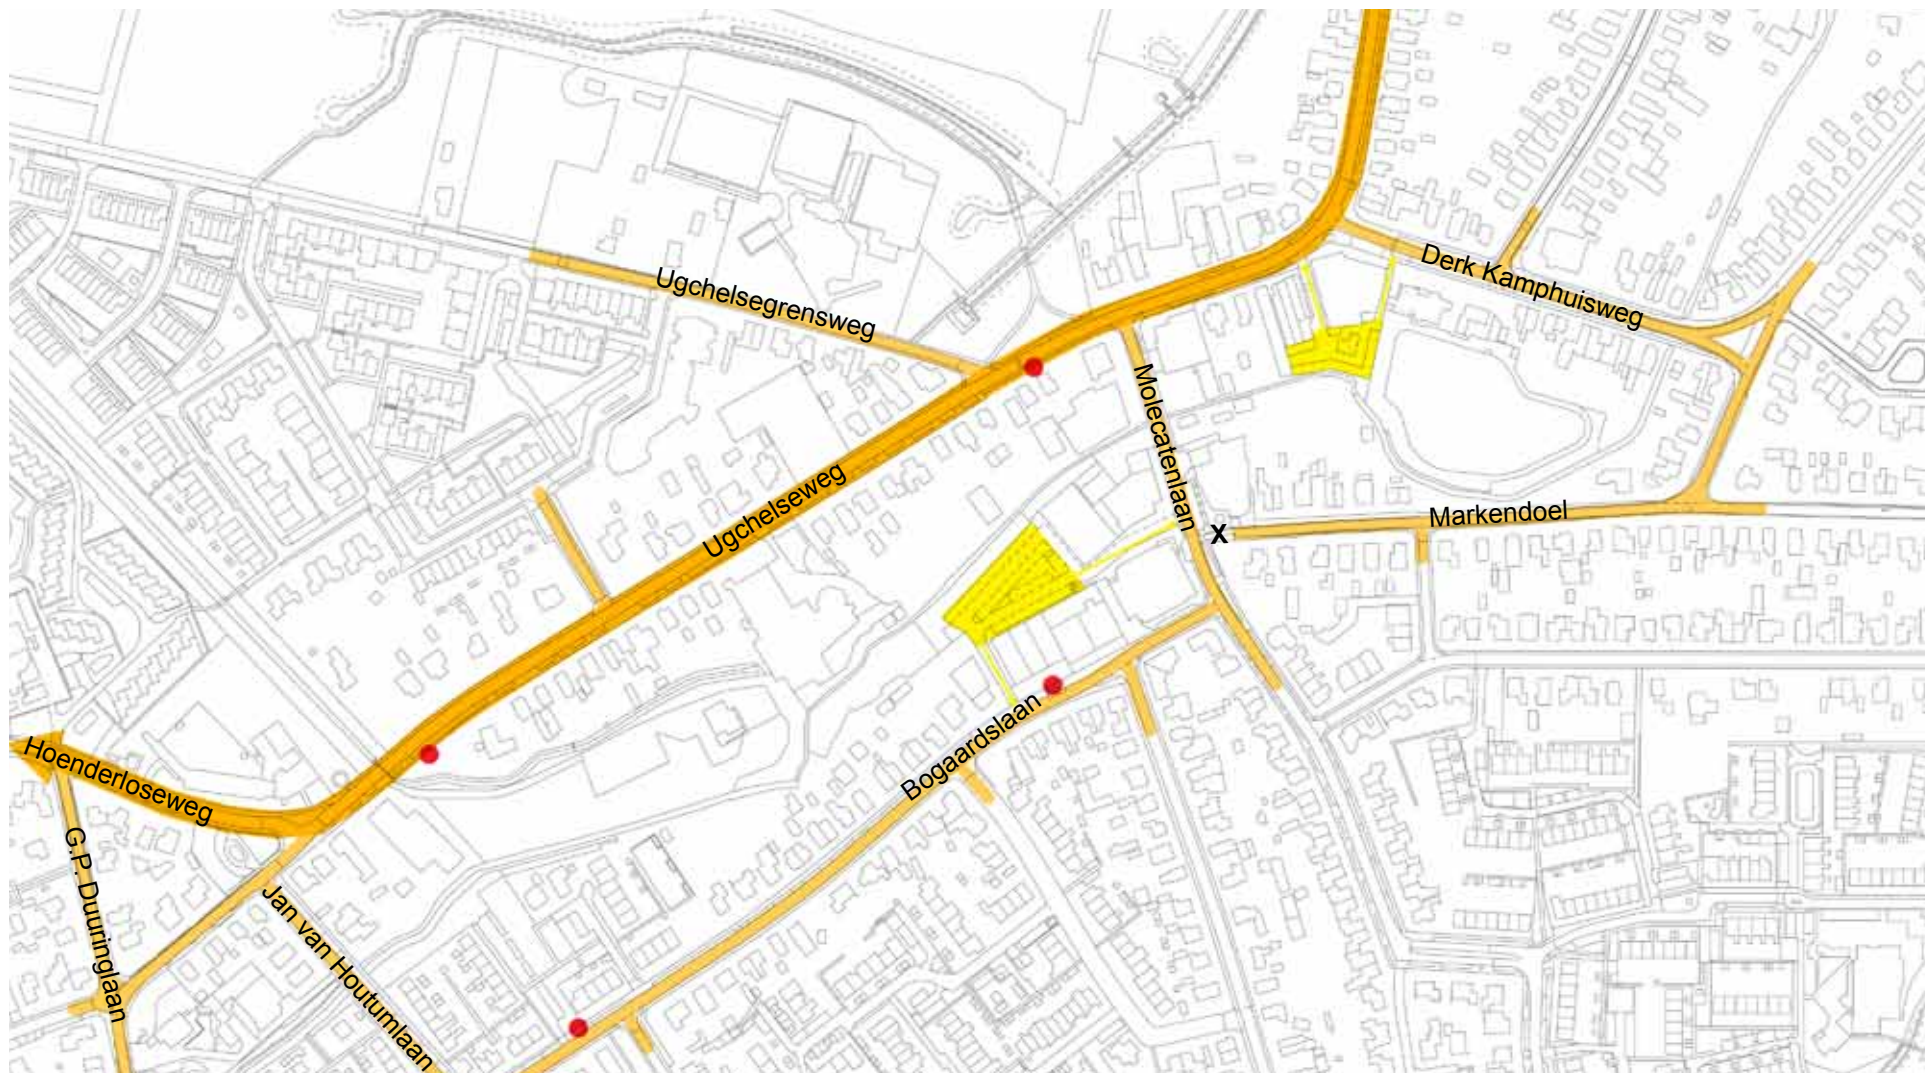 Derk Kamphuisweg
Ugchelsegrensweg
Molecatenlaan
Ugchelseweg
Markendoel
X
Bogaardslaan
Hoenderloseweg
G.P. Duuringlaan
Jan van Houtumlaan